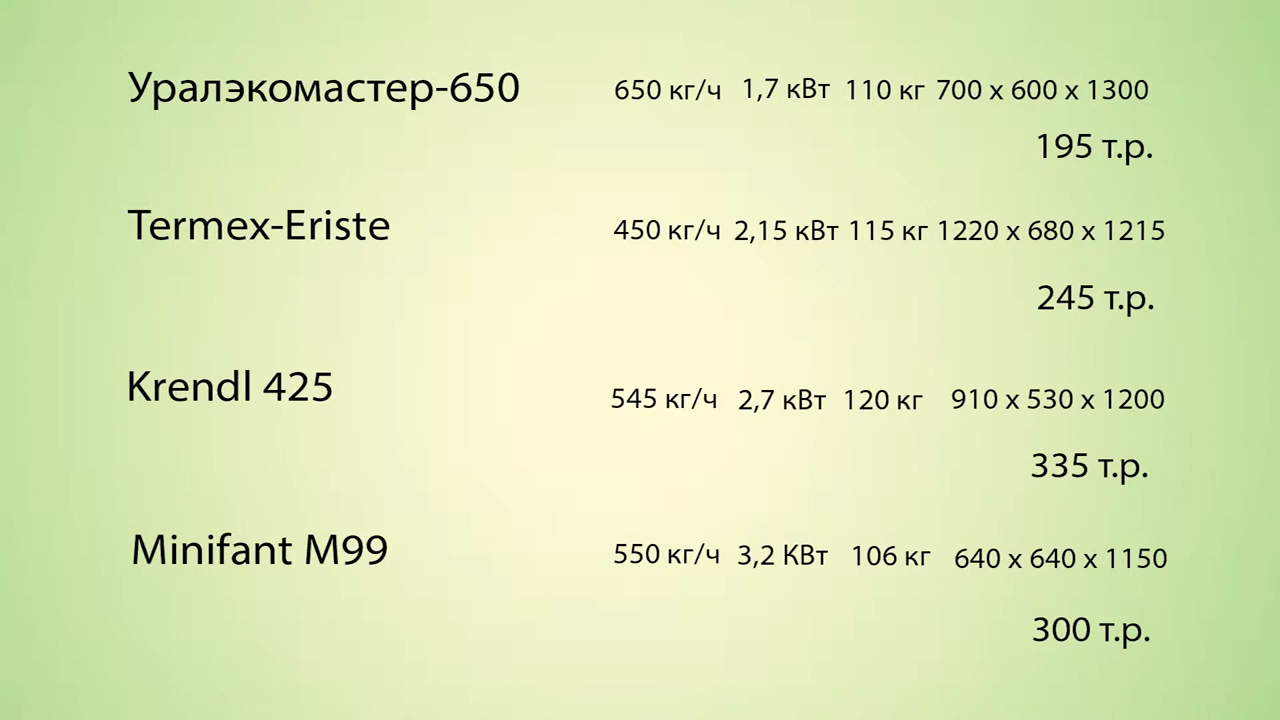 Уралэкомастер-650 650 кг/ч 1,7 кВт 110 кг 700 x 600 x 1300
195 т.р.
Termex-Eriste 450 кг/ч 2,15 кВт 115 кг 1220 x 680 x 1215
245 т.р.
Krendl 425 545 кг/ч 2,7 кВт 120 кг 910 x 530 x 1200
335 т.р.
Minifant M99 550 кг/ч 3,2 КВт 106 кг 640 x 640 x 1150
300 т.р.